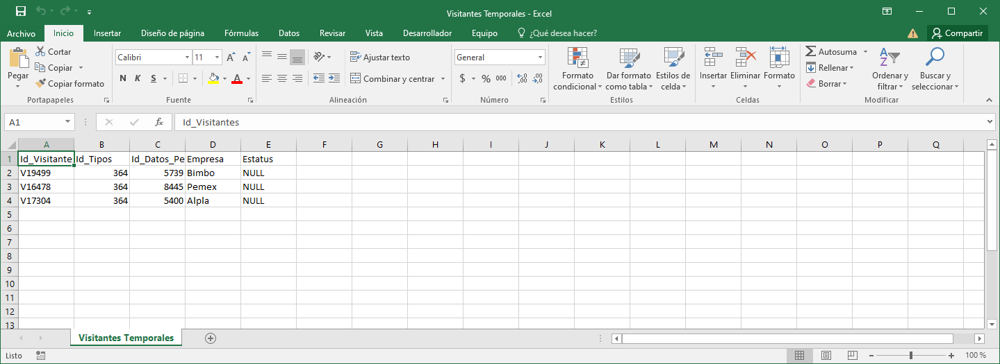 Visitantes Temporales - Excel
Archivo Inicio Insertar Diseño de página Fórmulas Datos Revisar Vista Desarrollador Equipo ¿Qué desea hacer? Compartir
Pegar
Cortar
Copiar
Copiar formato
Portapapeles
Calibri 11
N K S A
Fuente
Ajustar texto
Combinar y centrar
Alineación
General
$ % 000
Número
Formato condicional
Dar formato como tabla
Estilos de celda
Estilos
Insertar Eliminar Formato
Celdas
Autosuma
Rellenar
Borrar
Ordenar y filtrar
Buscar y seleccionar
Modificar
A1 fx Id_Visitantes
A B C D E F G H I J K L M N O P Q
1 Id_Visitante Id_Tipos Id_Datos_Pe Empresa Estatus
2 V19499 364 5739 Bimbo NULL
3 V16478 364 8445 Pemex NULL
4 V17304 364 5400 Alpla NULL
5
6
7
8
9
10
11
12
13
Visitantes Temporales
Listo 100 %